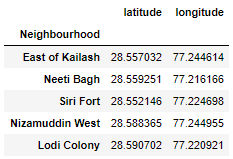 latitude longitude
Neighbourhood
East of Kailash 28.557032 77.244614
Neeti Bagh 28.559251 77.216166
Siri Fort 28.552146 77.224698
Nizamuddin West 28.588365 77.244955
Lodi Colony 28.590702 77.220921